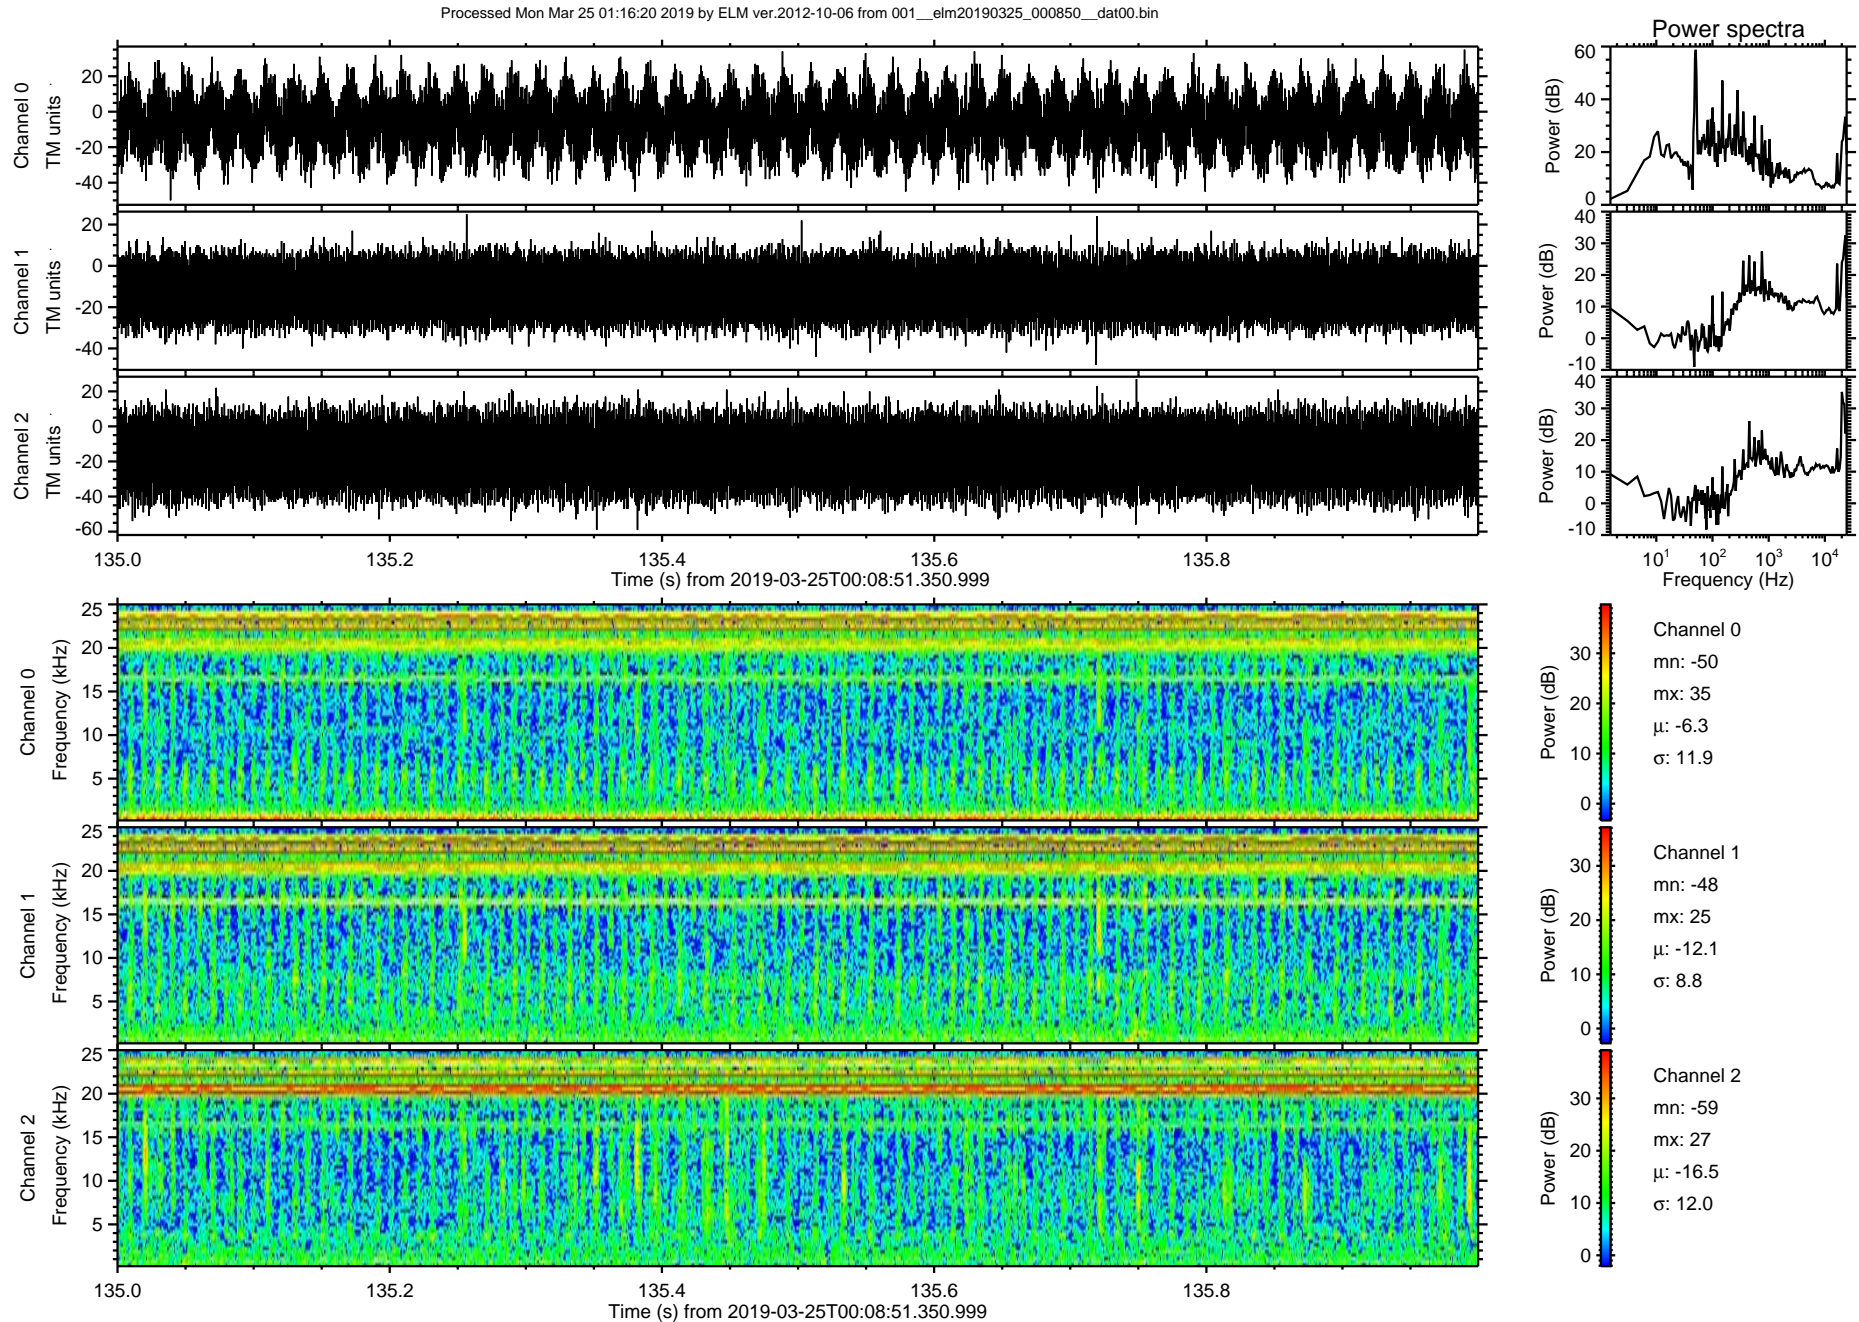 Processed Mon Mar 25 01:16:20 2019 by ELM ver.2012-10-06 from 001__elm20190325_000850__dat00.bin
Power spectra
Channel 0
TM units
20
0
-20
-40
Power (dB)
60
40
20
0
Channel 1
TM units
20
0
-20
-40
Power (dB)
40
30
20
10
0
-10
Channel 2
TM units
20
0
-20
-40
-60
Power (dB)
40
30
20
10
0
-10
135.0 135.2 135.4 135.6 135.8
Time (s) from 2019-03-25T00:08:51.350.999
10¹ 10² 10³ 10⁴
Frequency (Hz)
Channel 0
Frequency (kHz)
25
20
15
10
5
Power (dB)
30
20
10
0
Channel 0
mn: -50
mx: 35
μ: -6.3
σ: 11.9
Channel 1
Frequency (kHz)
25
20
15
10
5
Power (dB)
30
20
10
0
Channel 1
mn: -48
mx: 25
μ: -12.1
σ: 8.8
Channel 2
Frequency (kHz)
25
20
15
10
5
Power (dB)
30
20
10
0
Channel 2
mn: -59
mx: 27
μ: -16.5
σ: 12.0
135.0 135.2 135.4 135.6 135.8
Time (s) from 2019-03-25T00:08:51.350.999